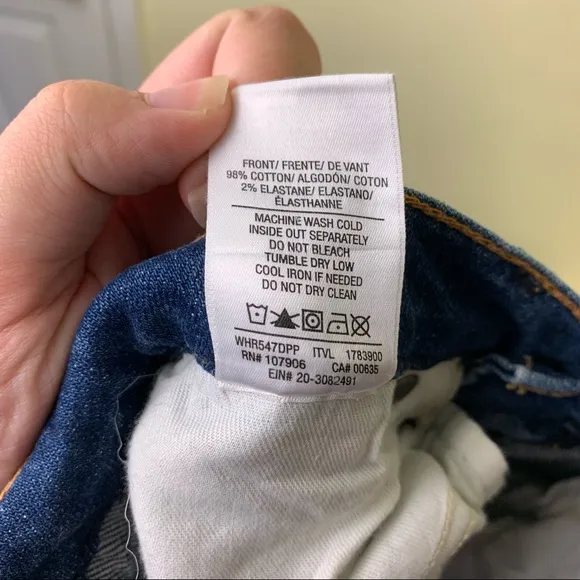 FRONT/ FRENTE/ DE VANT
98% COTTON/ ALGODÓN/ COTON
2% ELASTANE/ ELASTANO/
ÉLASTHANNE
MACHINE WASH COLD
INSIDE OUT SEPARATELY
DO NOT BLEACH
TUMBLE DRY LOW
COOL IRON IF NEEDED
DO NOT DRY CLEAN
WHR547DPP ITVL 1783900
RN# 107906 CA# 00635
EIN# 20-3082491